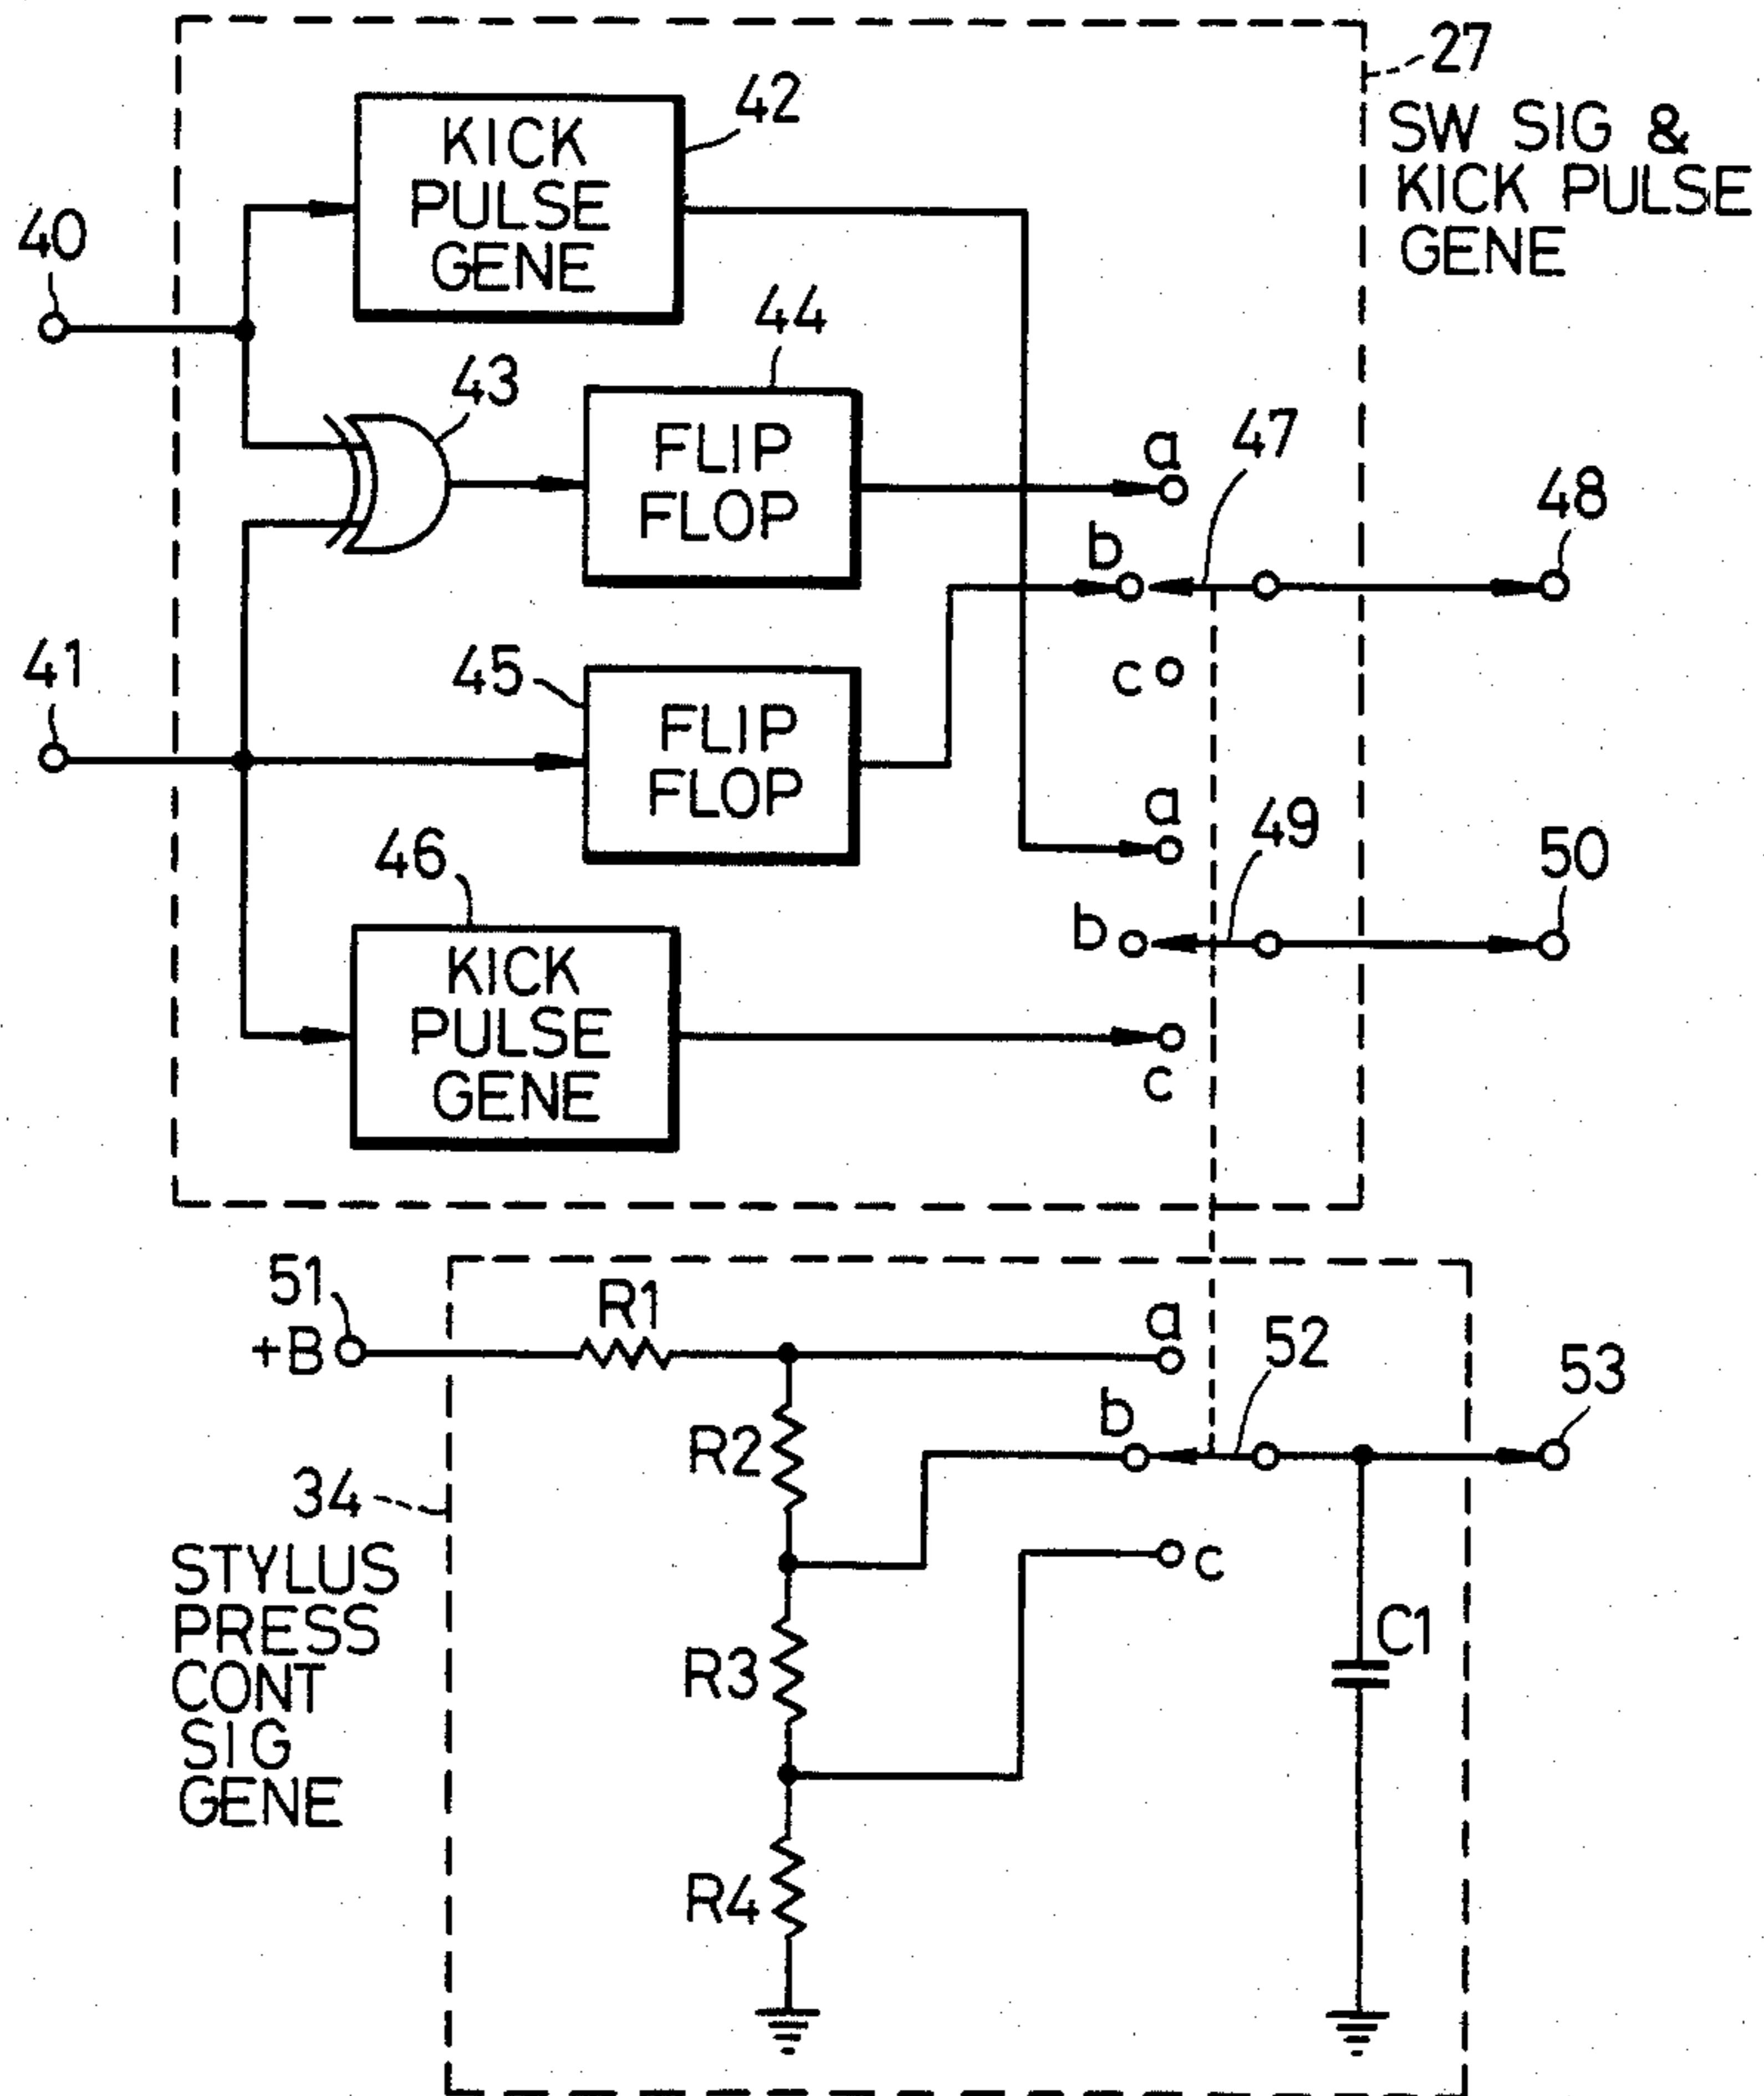 27
SW SIG &
KICK PULSE
GENE
42
KICK
PULSE
GENE
40
44
43
FLIP
FLOP
a
47
48
b
41
45
FLIP
FLOP
c
a
49
50
46
b
KICK
PULSE
GENE
c
51
+B
R1
a
52
53
b
R2
34
STYLUS
PRESS
CONT
SIG
GENE
c
R3
C1
R4